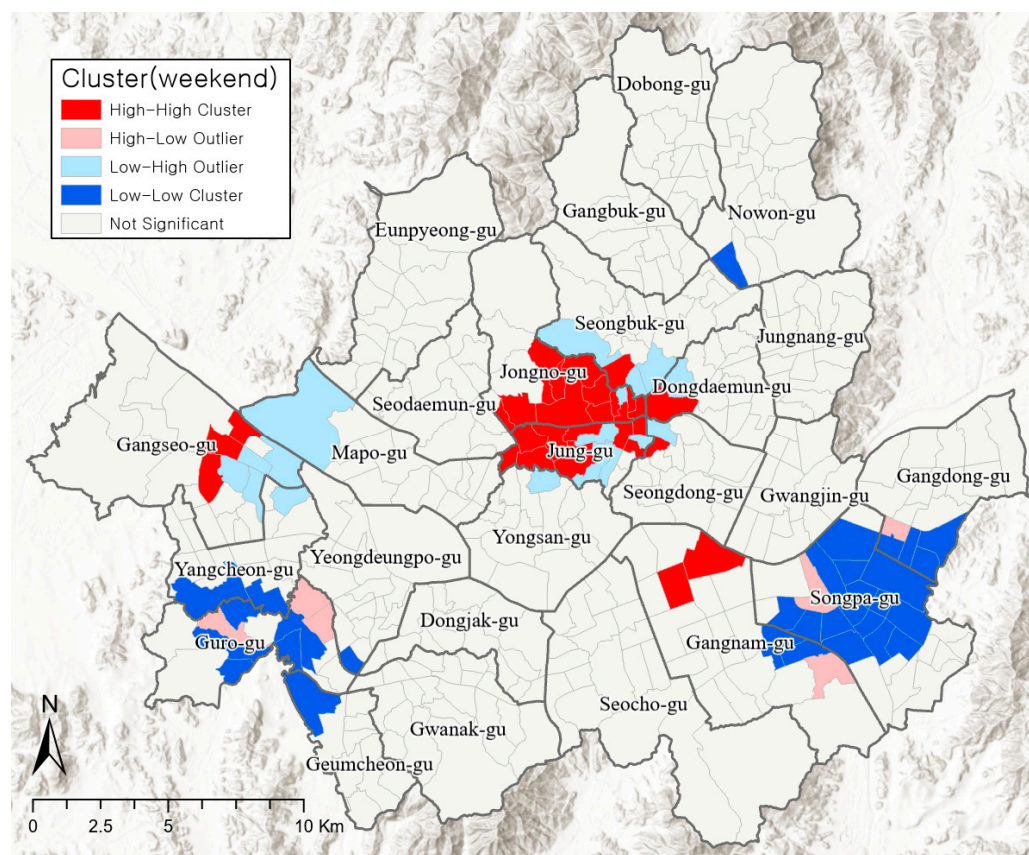 Cluster(weekend)
High-High Cluster
High-Low Outlier
Low-High Outlier
Low-Low Cluster
Not Significant
Dobong-gu
Nowon-gu
Gangbuk-gu
Eunpyeong-gu
Seongbuk-gu
Jungnang-gu
Jongno-gu
Dongdaemun-gu
Seodaemun-gu
Gangseo-gu
Mapo-gu
Jung-gu
Gangdong-gu
Seongdong-gu
Gwangjin-gu
Yongsan-gu
Yeongdeungpo-gu
Yangcheon-gu
Songpa-gu
Dongjak-gu
Guro-gu
Gangnam-gu
Seocho-gu
Gwanak-gu
Geumcheon-gu
N
0 2.5 5 10 Km